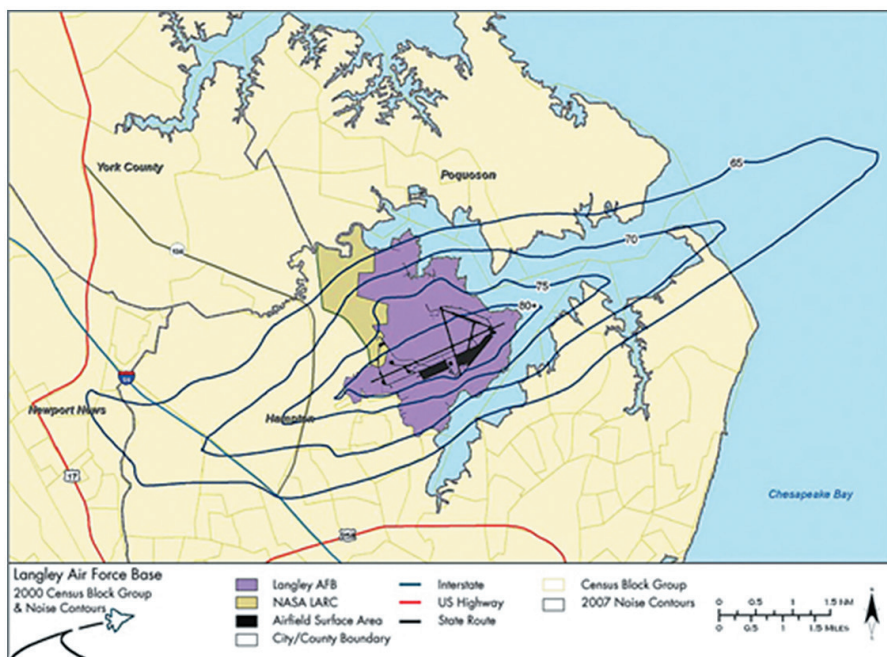 65
York County
Poquoson
70
75
80+
Newport News
Hampton
17
Chesapeake Bay
Langley Air Force Base
2000 Census Block Group
& Noise Contours
Langley AFB
NASA LARC
Airfield Surface Area
City/County Boundary
Interstate
US Highway
State Route
Census Block Group
2007 Noise Contours
0 .5 1 1.5 NM
0 .5 1 1.5 MILES
N